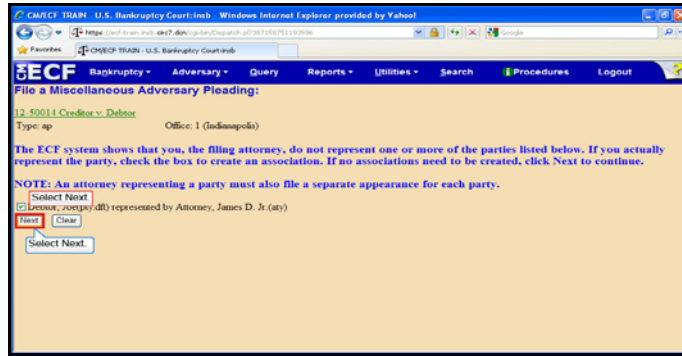 CM/ECF TRAIN - U.S. Bankruptcy Court:insb - Windows Internet Explorer provided by Yahoo!
Google
Favorites CM/ECF TRAIN - U.S. Bankruptcy Court:insb
ECF Bankruptcy Adversary Query Reports Utilities Search Procedures Logout ?
File a Miscellaneous Adversary Pleading:
12-50014 Creditor v. Debtor
Type: ap Office: 1 (Indianapolis)
The ECF system shows that you, the filing attorney, do not represent one or more of the parties listed below. If you actually
represent the party, check the box to create an association. If no associations need to be created, click Next to continue.
NOTE: An attorney representing a party must also file a separate appearance for each party.
Select Next
Debtor, Joe(pty:dft) represented by Attorney, James D. Jr.(aty)
Next Clear
Select Next.